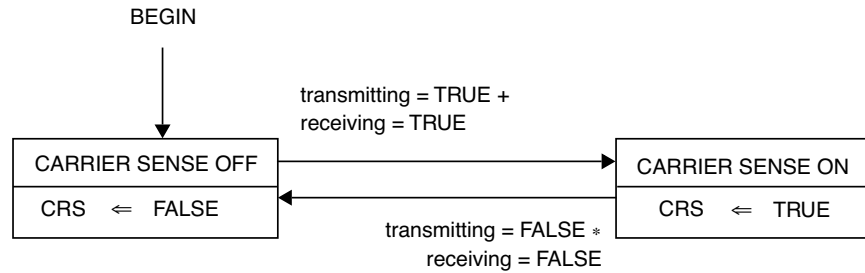 BEGIN
transmitting = TRUE +
receiving = TRUE
CARRIER SENSE OFF
CRS ⇐ FALSE
CARRIER SENSE ON
CRS ⇐ TRUE
transmitting = FALSE *
receiving = FALSE